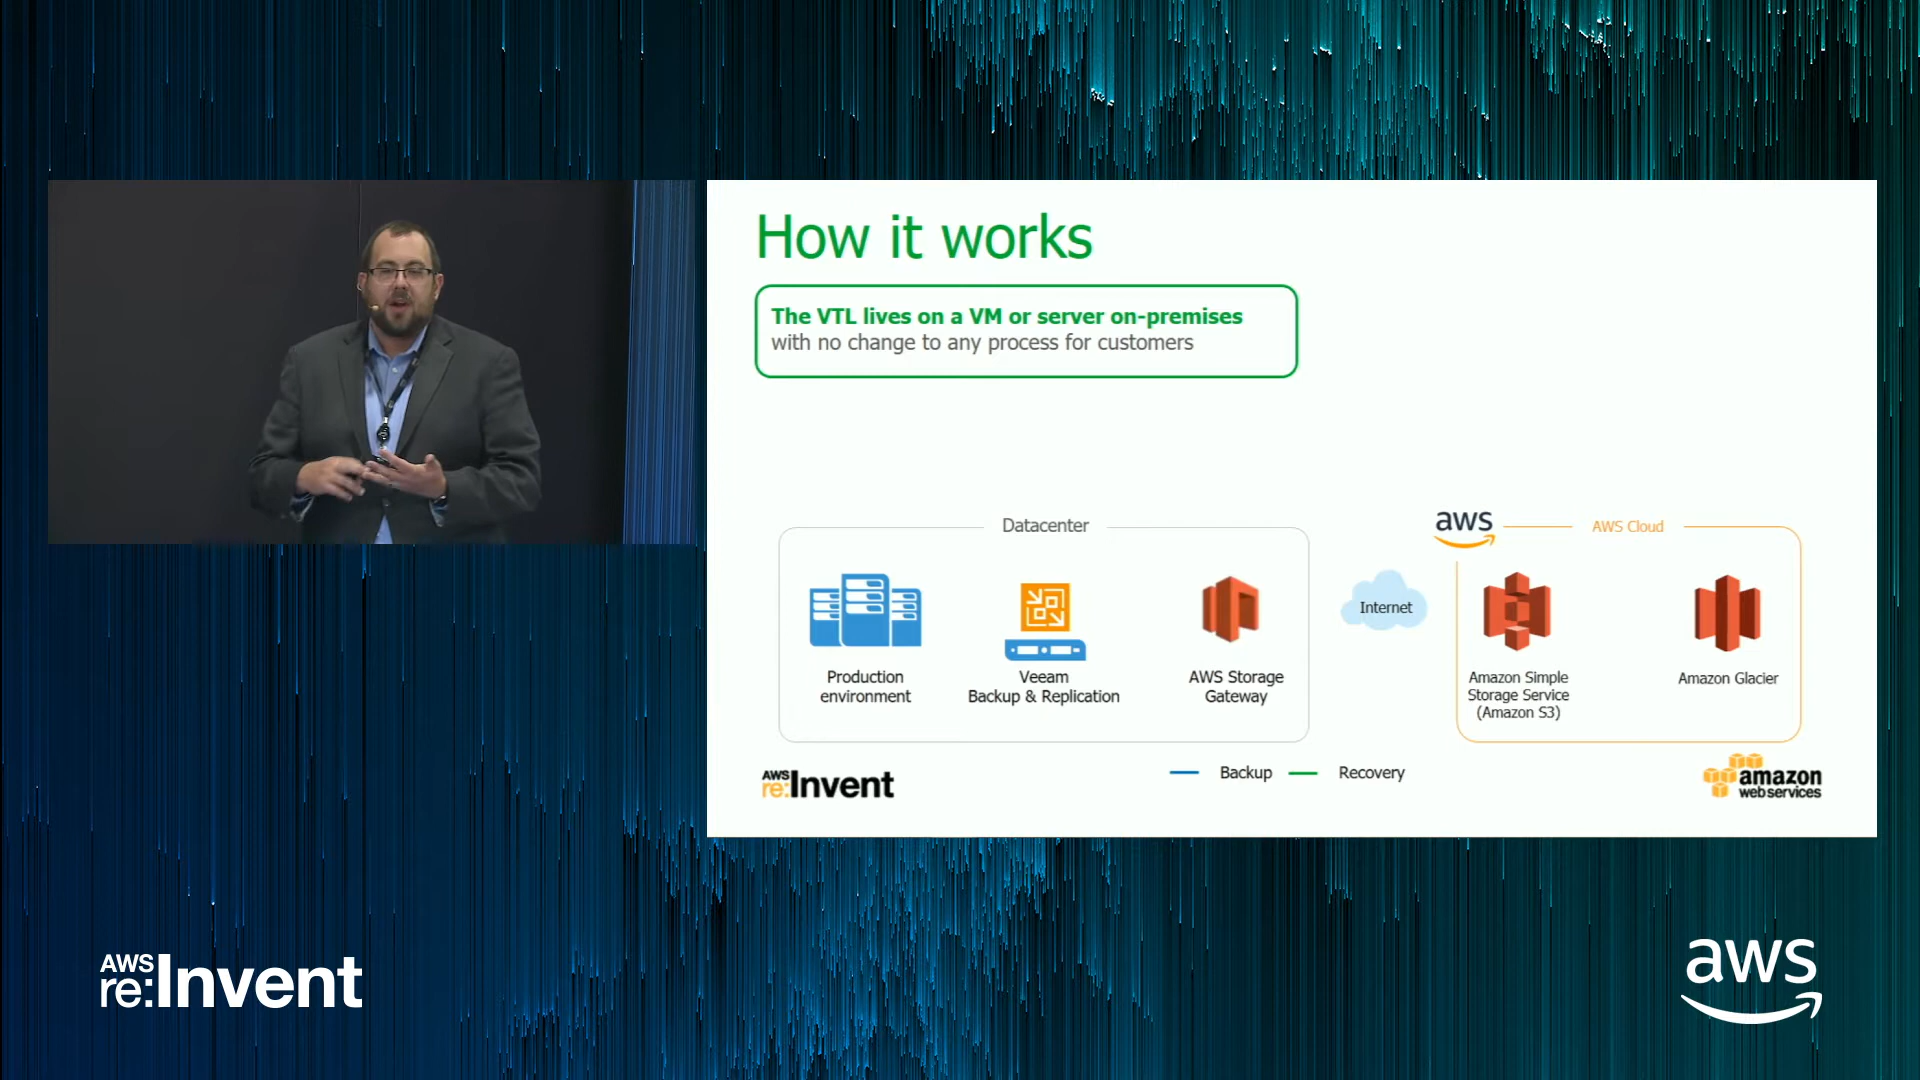 How it works
The VTL lives on a VM or server on-premises
with no change to any process for customers
Datacenter
aws
AWS Cloud
Internet
Production
environment
Veeam
Backup & Replication
AWS Storage
Gateway
Amazon Simple
Storage Service
(Amazon S3)
Amazon Glacier
AWS
re:Invent
Backup
Recovery
amazon
webservices
AWS
re:Invent
aws